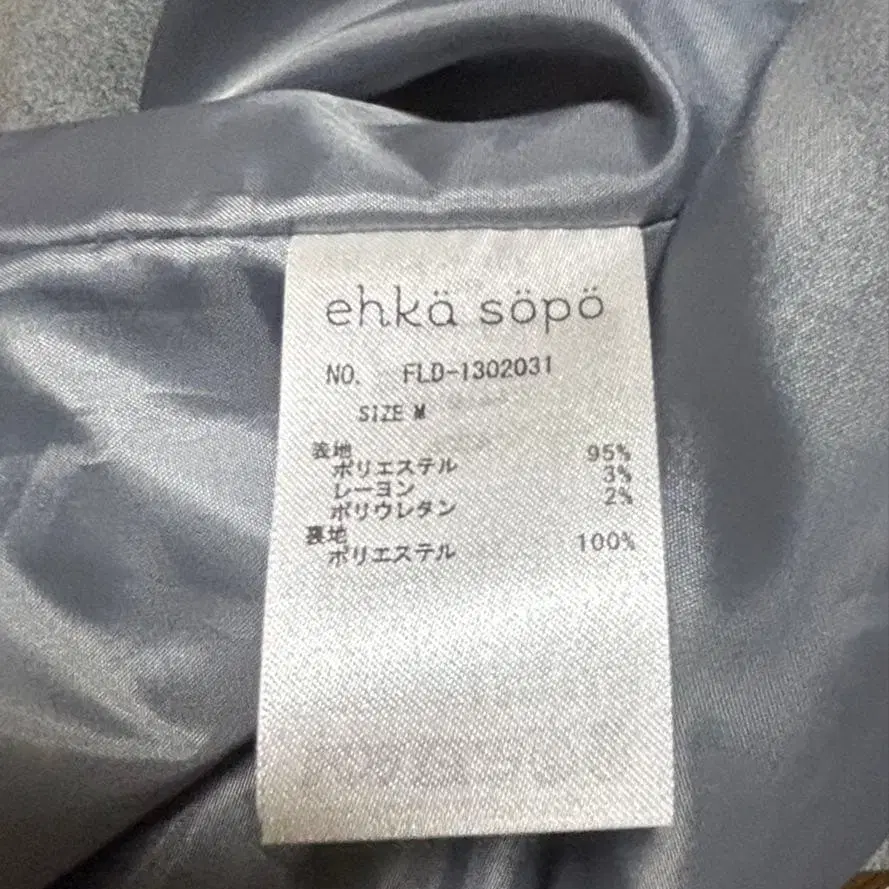 ehkä söpö
NO. FLD-1302031
SIZE M
表地
ポリエステル 95%
レーヨン 3%
ポリウレタン 2%
裏地
ポリエステル 100%